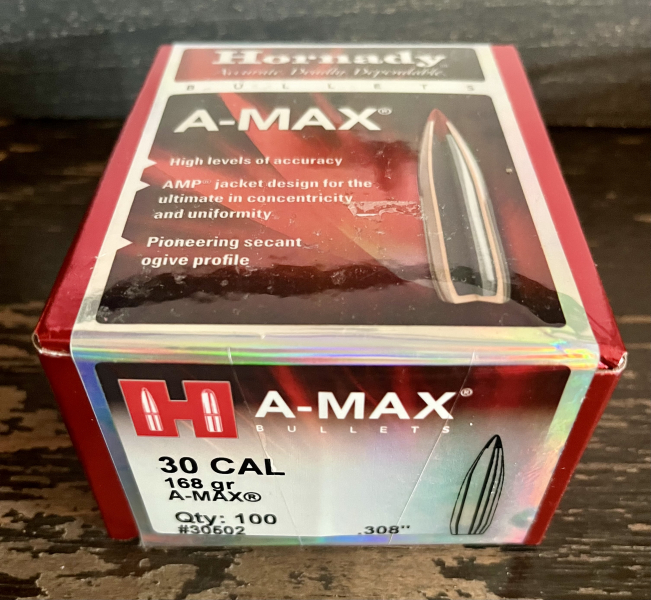 Hornady
Accurate. Deadly. Dependable.
BULLETS
A-MAX®
High levels of accuracy
AMP™ jacket design for the
ultimate in concentricity
and uniformity
Pioneering secant
ogive profile
H
A-MAX®
BULLETS
30 CAL
168 gr
A-MAX®
Qty: 100
#30502 .308"